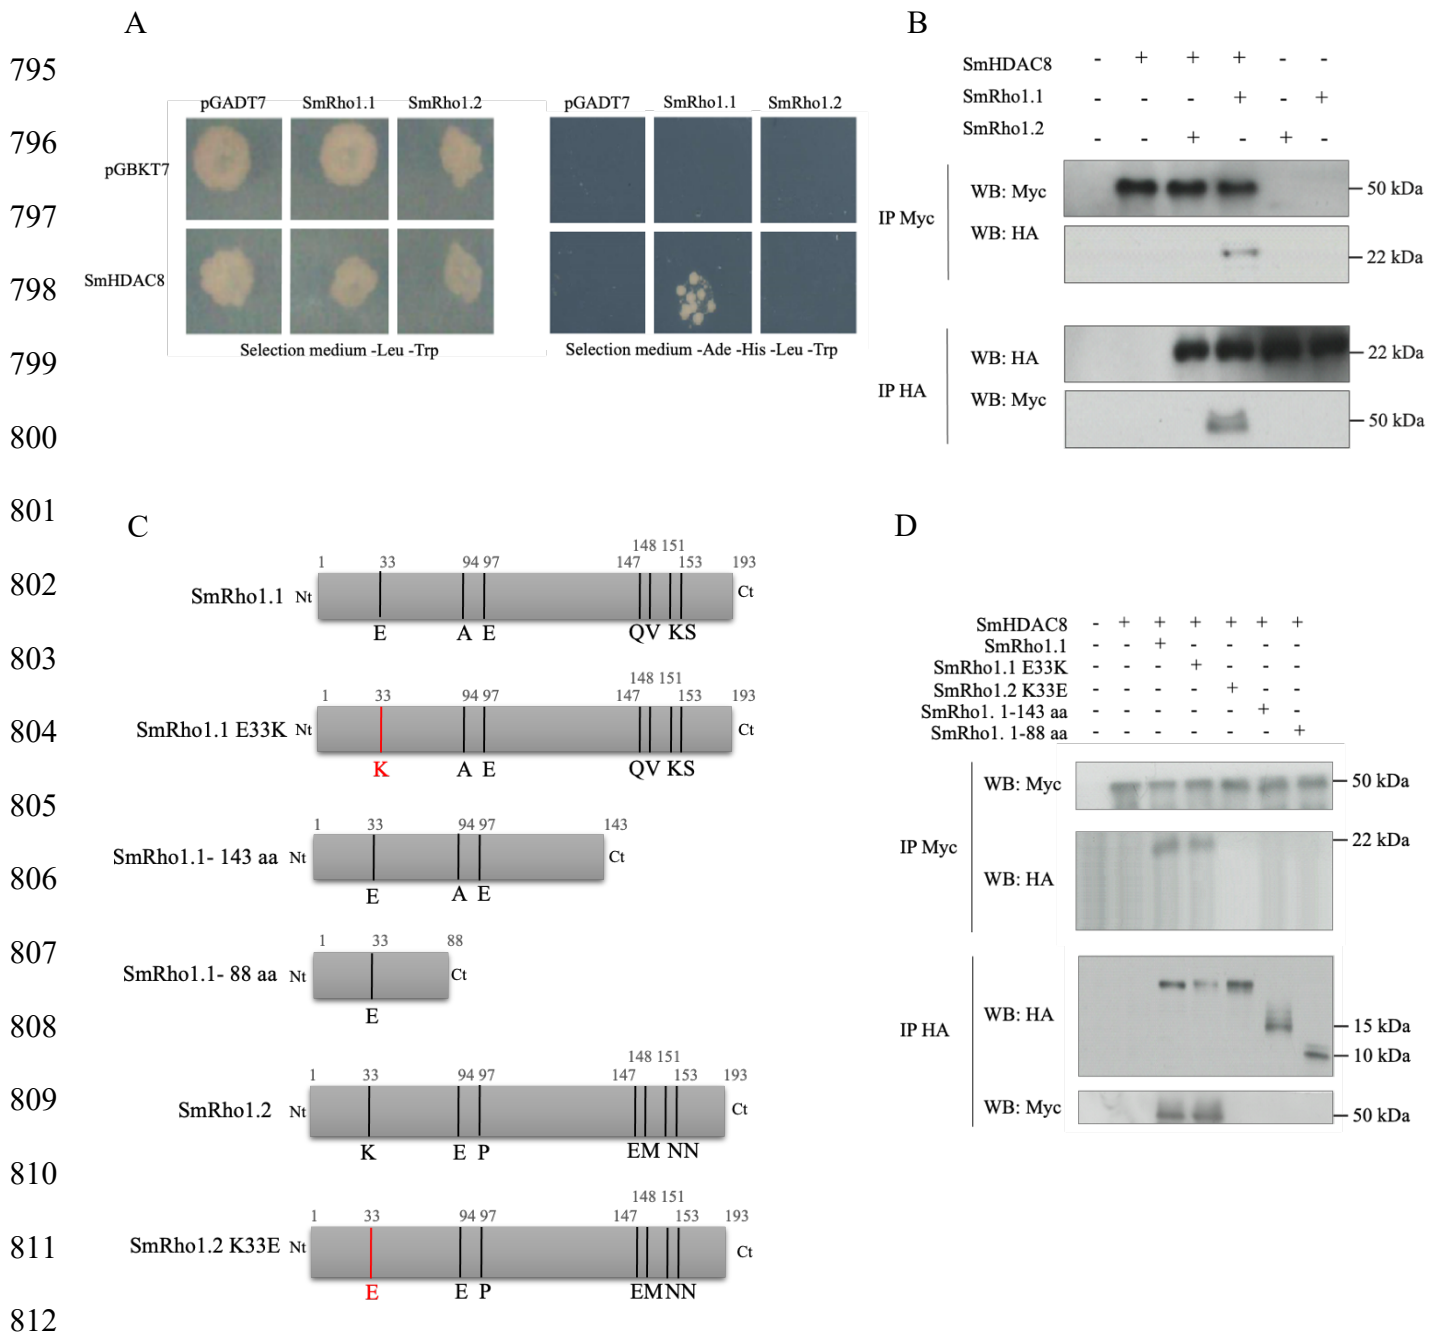 A
B
795
796
797
798
799
800
801
802
803
804
805
806
807
808
809
810
811
812
pGADT7 SmRho1.1 SmRho1.2 pGADT7 SmRho1.1 SmRho1.2
pGBKT7
SmHDAC8
Selection medium -Leu -Trp
Selection medium -Ade -His -Leu -Trp
SmHDAC8 - + + + - -
SmRho1.1 - - - + - +
SmRho1.2 - - + - + -
IP Myc
WB: Myc 50 kDa
WB: HA 22 kDa
IP HA
WB: HA 22 kDa
WB: Myc 50 kDa
C
148 151
1 33 94 97 147 153 193
SmRho1.1 Nt Ct
E A E QV KS
148 151
1 33 94 97 147 153 193
SmRho1.1 E33K Nt Ct
K A E QV KS
1 33 94 97 143
SmRho1.1- 143 aa Nt Ct
E A E
1 33 88
SmRho1.1- 88 aa Nt Ct
E
148 151
1 33 94 97 147 153 193
SmRho1.2 Nt Ct
K E P EM NN
148 151
1 33 94 97 147 153 193
SmRho1.2 K33E Nt Ct
E E P EMNN
D
SmHDAC8 - + + + + + +
SmRho1.1 - - + - - - -
SmRho1.1 E33K - - - + - - -
SmRho1.2 K33E - - - - + - -
SmRho1. 1-143 aa - - - - - + -
SmRho1. 1-88 aa - - - - - - +
IP Myc
WB: Myc 50 kDa
22 kDa
WB: HA
IP HA
WB: HA 15 kDa
10 kDa
WB: Myc 50 kDa